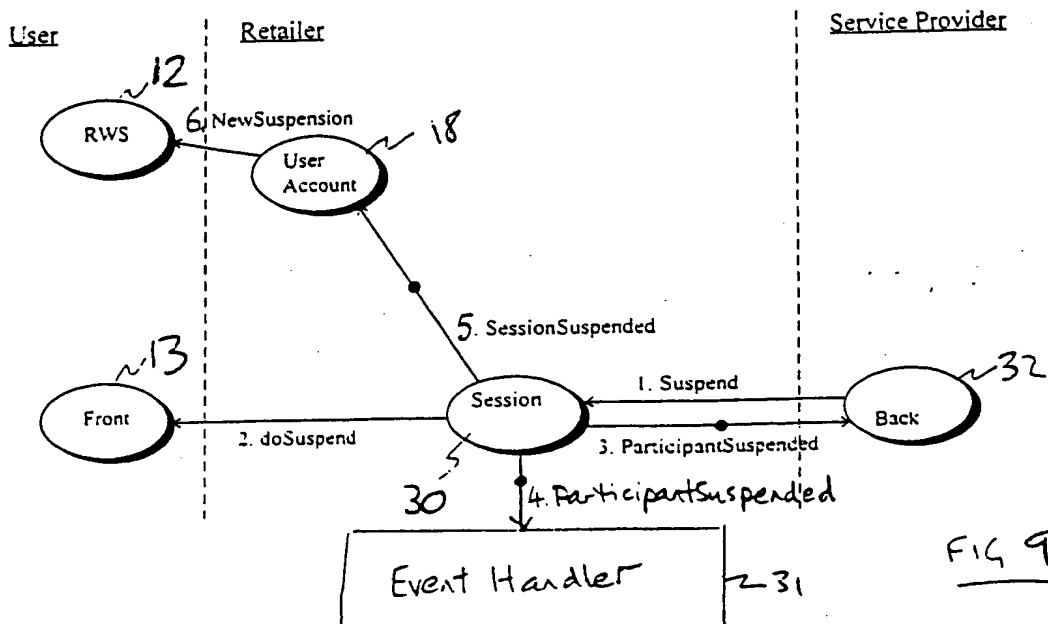 User
Retailer
Service Provider
12
RWS
6. NewSuspension
18
User
Account
5. SessionSuspended
13
Front
2. doSuspend
Session
1. Suspend
32
Back
3. ParticipantSuspended
30
4. ParticipantSuspended
Event Handler
31
FIG 9